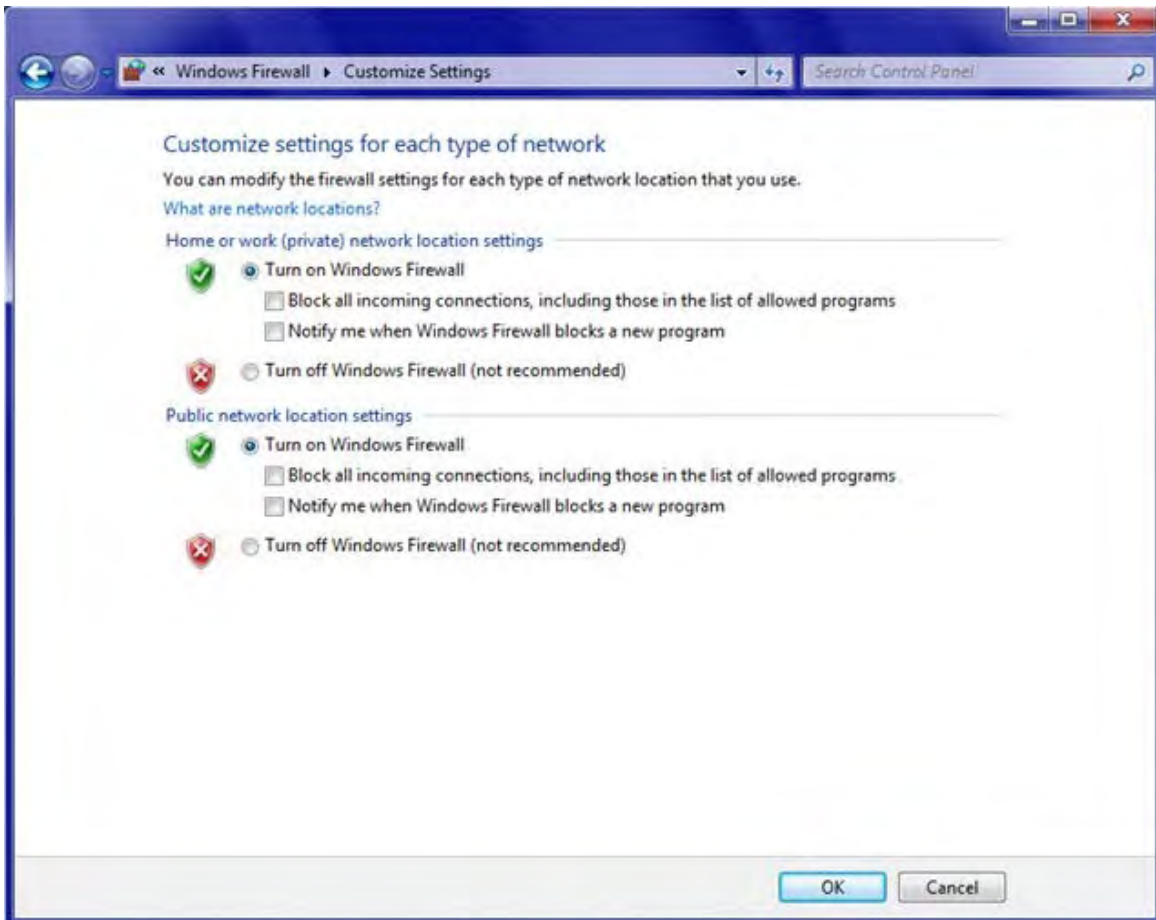 « Windows Firewall ▸ Customize Settings
Search Control Panel
Customize settings for each type of network
You can modify the firewall settings for each type of network location that you use.
What are network locations?
Home or work (private) network location settings
Turn on Windows Firewall
Block all incoming connections, including those in the list of allowed programs
Notify me when Windows Firewall blocks a new program
Turn off Windows Firewall (not recommended)
Public network location settings
Turn on Windows Firewall
Block all incoming connections, including those in the list of allowed programs
Notify me when Windows Firewall blocks a new program
Turn off Windows Firewall (not recommended)
OK
Cancel